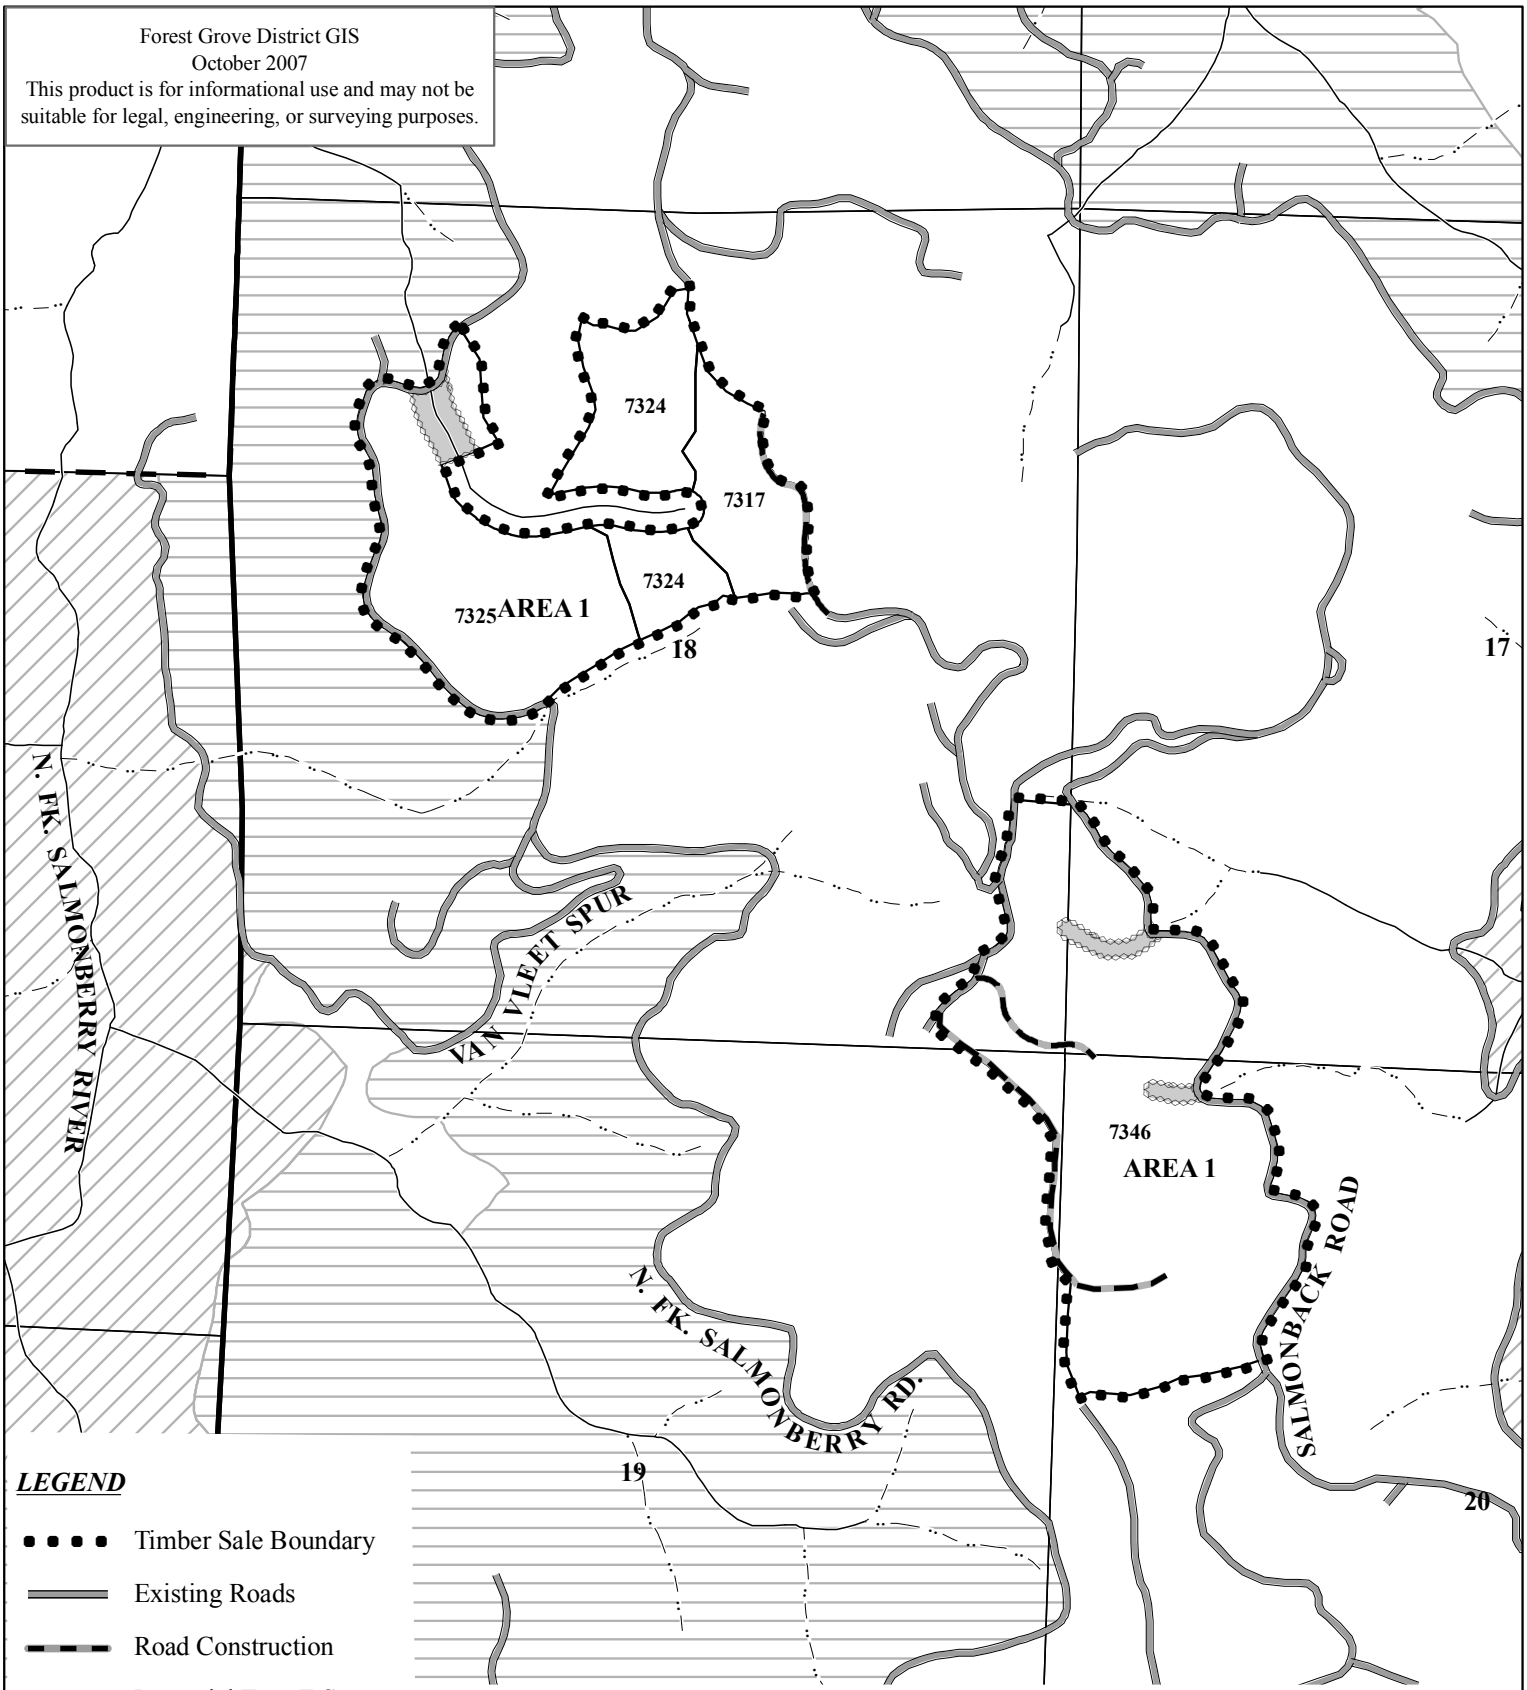 Forest Grove District GIS
October 2007
This product is for informational use and may not be
suitable for legal, engineering, or surveying purposes.
7324
7317
7324
7325
AREA 1
18
17
N. FK. SALMONBERRY RIVER
VAN VLEET SPUR
7346
AREA 1
SALMONBACK ROAD
N. FK. SALMONBERRY RD.
19
20
LEGEND
Timber Sale Boundary
Existing Roads
Road Construction